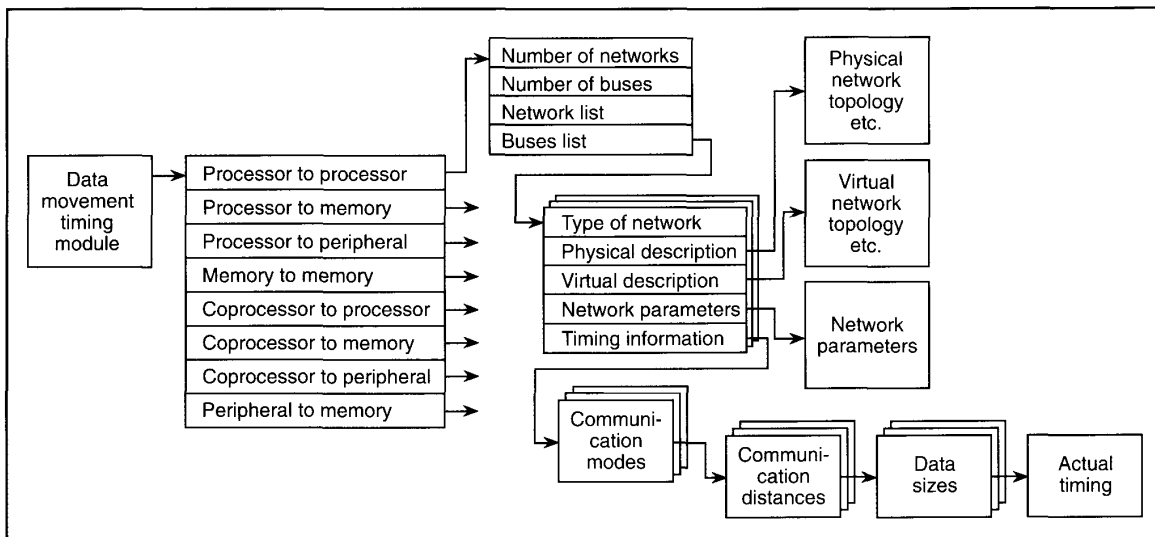 Data
movement
timing
module
Processor to processor
Processor to memory
Processor to peripheral
Memory to memory
Coprocessor to processor
Coprocessor to memory
Coprocessor to peripheral
Peripheral to memory
Number of networks
Number of buses
Network list
Buses list
Type of network
Physical description
Virtual description
Network parameters
Timing information
Physical
network
topology
etc.
Virtual
network
topology
etc.
Network
parameters
Communi-
cation
modes
Communi-
cation
distances
Data
sizes
Actual
timing